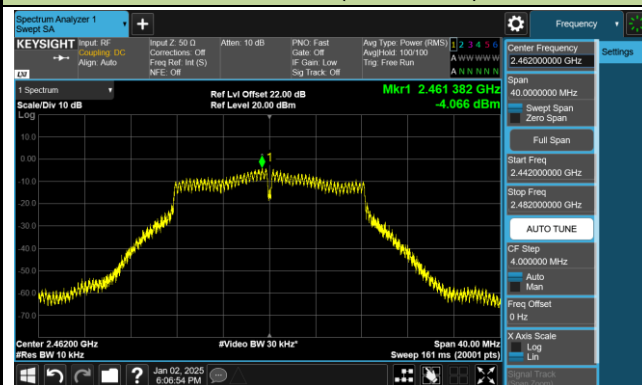 Spectrum Analyzer 1
Swept SA
Frequency
KEYSIGHT
Input: RF
Coupling: DC
Align: Auto
Input Z: 50 Ω
Corrections: Off
Freq Ref: Int (S)
NFE: Off
Atten: 10 dB
PNO: Fast
Gate: Off
IF Gain: Low
Sig Track: Off
Avg Type: Power (RMS)
Avg|Hold: 100/100
Trig: Free Run
1 2 3 4 5 6
A W W W W W
A N N N N N
LXI
1 Spectrum
Scale/Div 10 dB
Log
Ref Lvl Offset 22.00 dB
Ref Level 20.00 dBm
Mkr1 2.461 382 GHz
-4.066 dBm
1
10.0
0.00
-10.0
-20.0
-30.0
-40.0
-50.0
-60.0
-70.0
Center 2.46200 GHz
#Res BW 10 kHz
#Video BW 30 kHz*
Span 40.00 MHz
Sweep 161 ms (20001 pts)
Center Frequency
2.462000000 GHz
Settings
Span
40.0000000 MHz
Swept Span
Zero Span
Full Span
Start Freq
2.442000000 GHz
Stop Freq
2.482000000 GHz
AUTO TUNE
CF Step
4.000000 MHz
Auto
Man
Freq Offset
0 Hz
X Axis Scale
Log
Lin
Signal Track
(Span Zoom)
Jan 02, 2025
6:06:54 PM